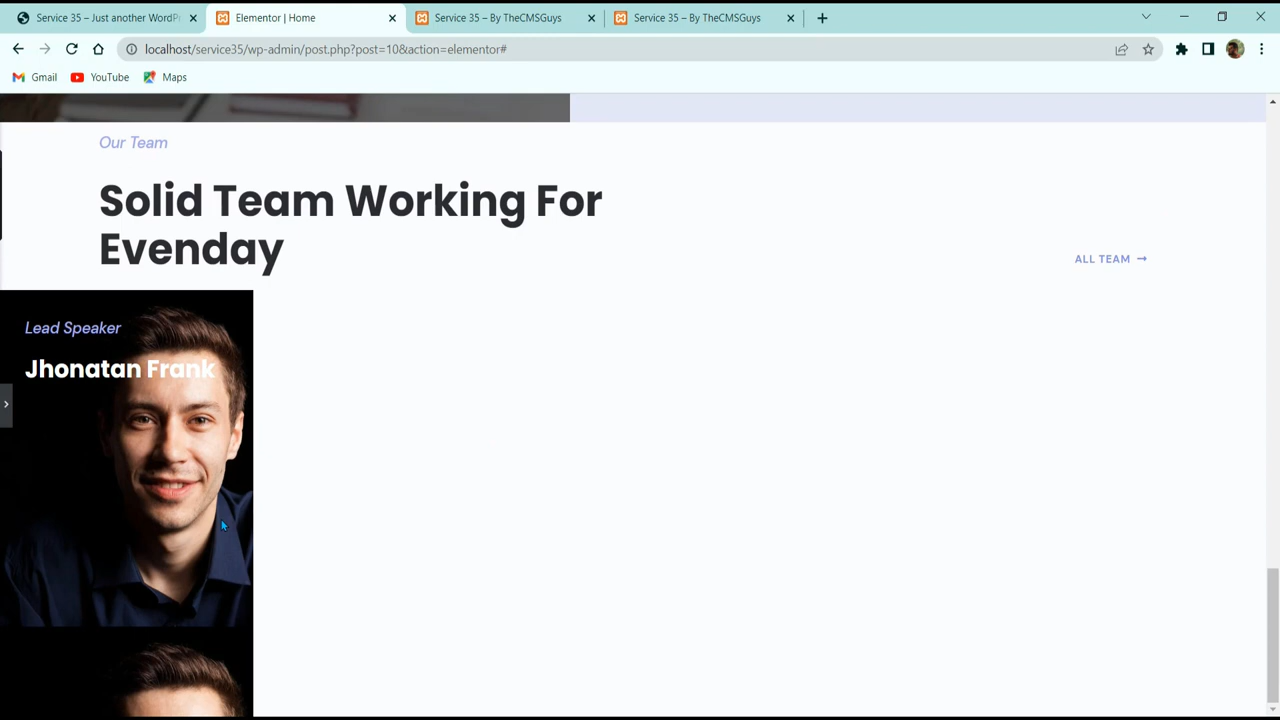 Service 35 – Just another WordPr
Elementor | Home
Service 35 – By TheCMSGuys
Service 35 – By TheCMSGuys
localhost/service35/wp-admin/post.php?post=10&action=elementor#
Gmail
YouTube
Maps
Our Team
Solid Team Working For
Evenday
ALL TEAM →
Lead Speaker
Jhonatan Frank